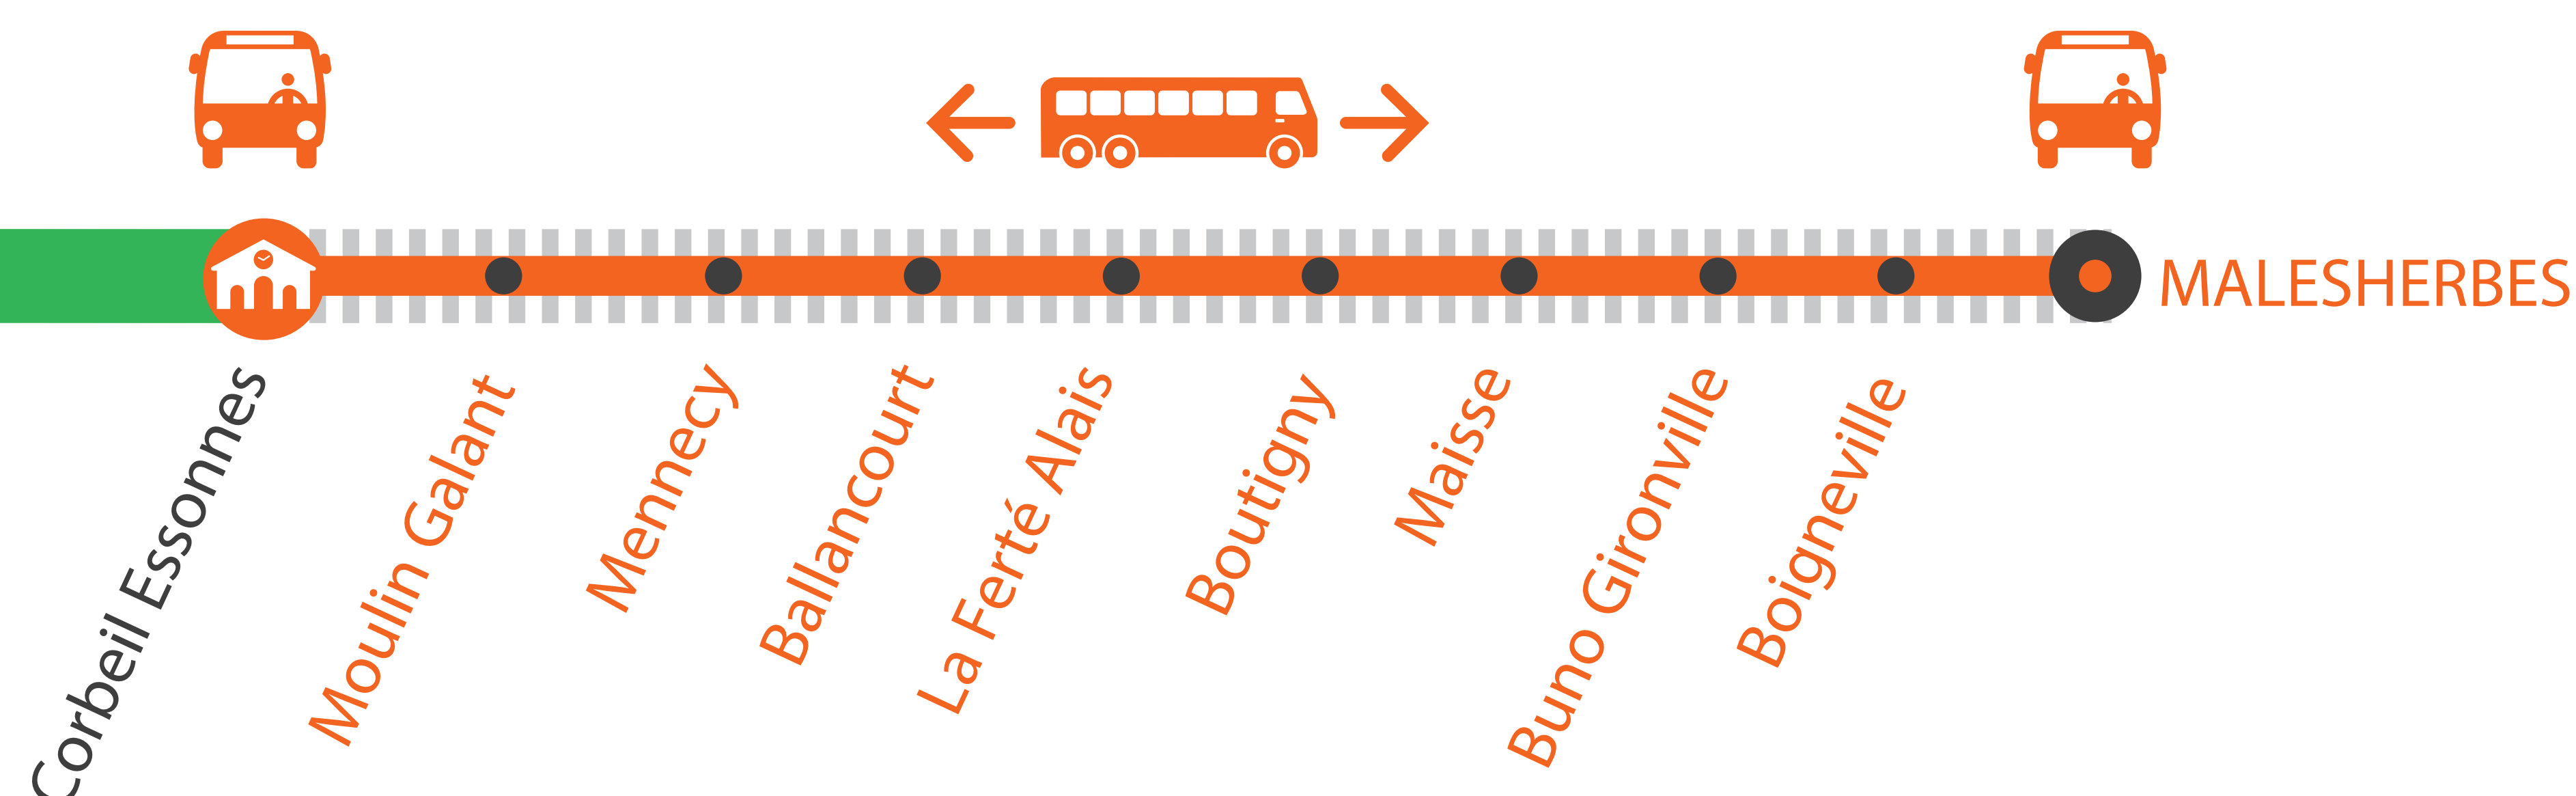 MALESHERBES
Corbeil Essonnes
Moulin Galant
Mennecy
Ballancourt
La Ferté Alais
Boutigny
Maisse
Buno Gironville
Boigneville